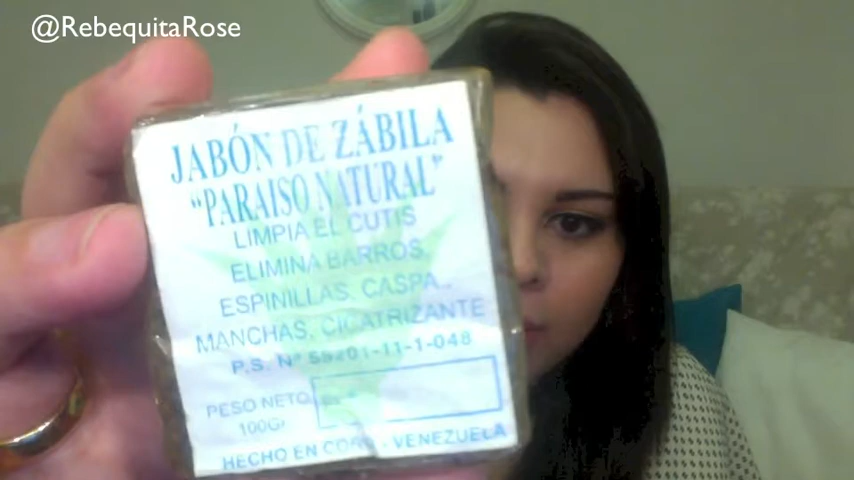 @RebequitaRose
JABÓN DE ZÁBILA
"PARAISO NATURAL"
LIMPIA EL CUTIS
ELIMINA BARROS,
ESPINILLAS, CASPA,
MANCHAS, CICATRIZANTE
P.S. Nº 55201-11-1-048
PESO NETO
100Gr
HECHO EN CORO - VENEZUELA